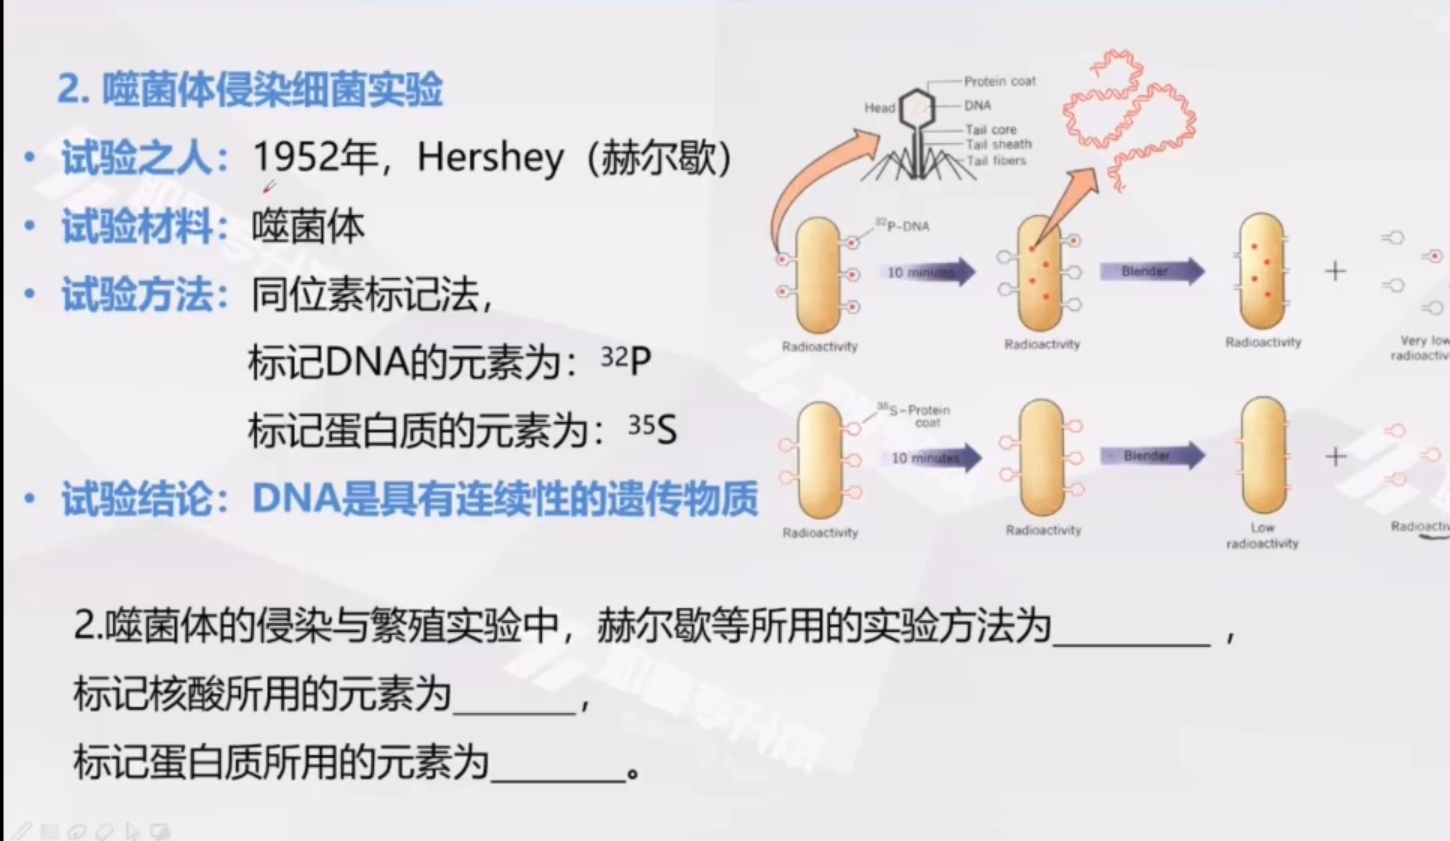 2. 噬菌体侵染细菌实验
• 试验之人：1952年，Hershey（赫尔歇）
• 试验材料：噬菌体
• 试验方法：同位素标记法，
标记DNA的元素为：³²P
标记蛋白质的元素为：³⁵S
• 试验结论：DNA是具有连续性的遗传物质
Protein coat
Head
DNA
Tail core
Tail sheath
Tail fibers
³²P-DNA
10 minutes
Blender
+
Radioactivity
Radioactivity
Radioactivity
Very low
³⁵S-Protein
coat
10 minutes
Blender
+
Radioactivity
Radioactivity
Low
radioactivity
2.噬菌体的侵染与繁殖实验中，赫尔歇等所用的实验方法为________，
标记核酸所用的元素为______，
标记蛋白质所用的元素为_______。